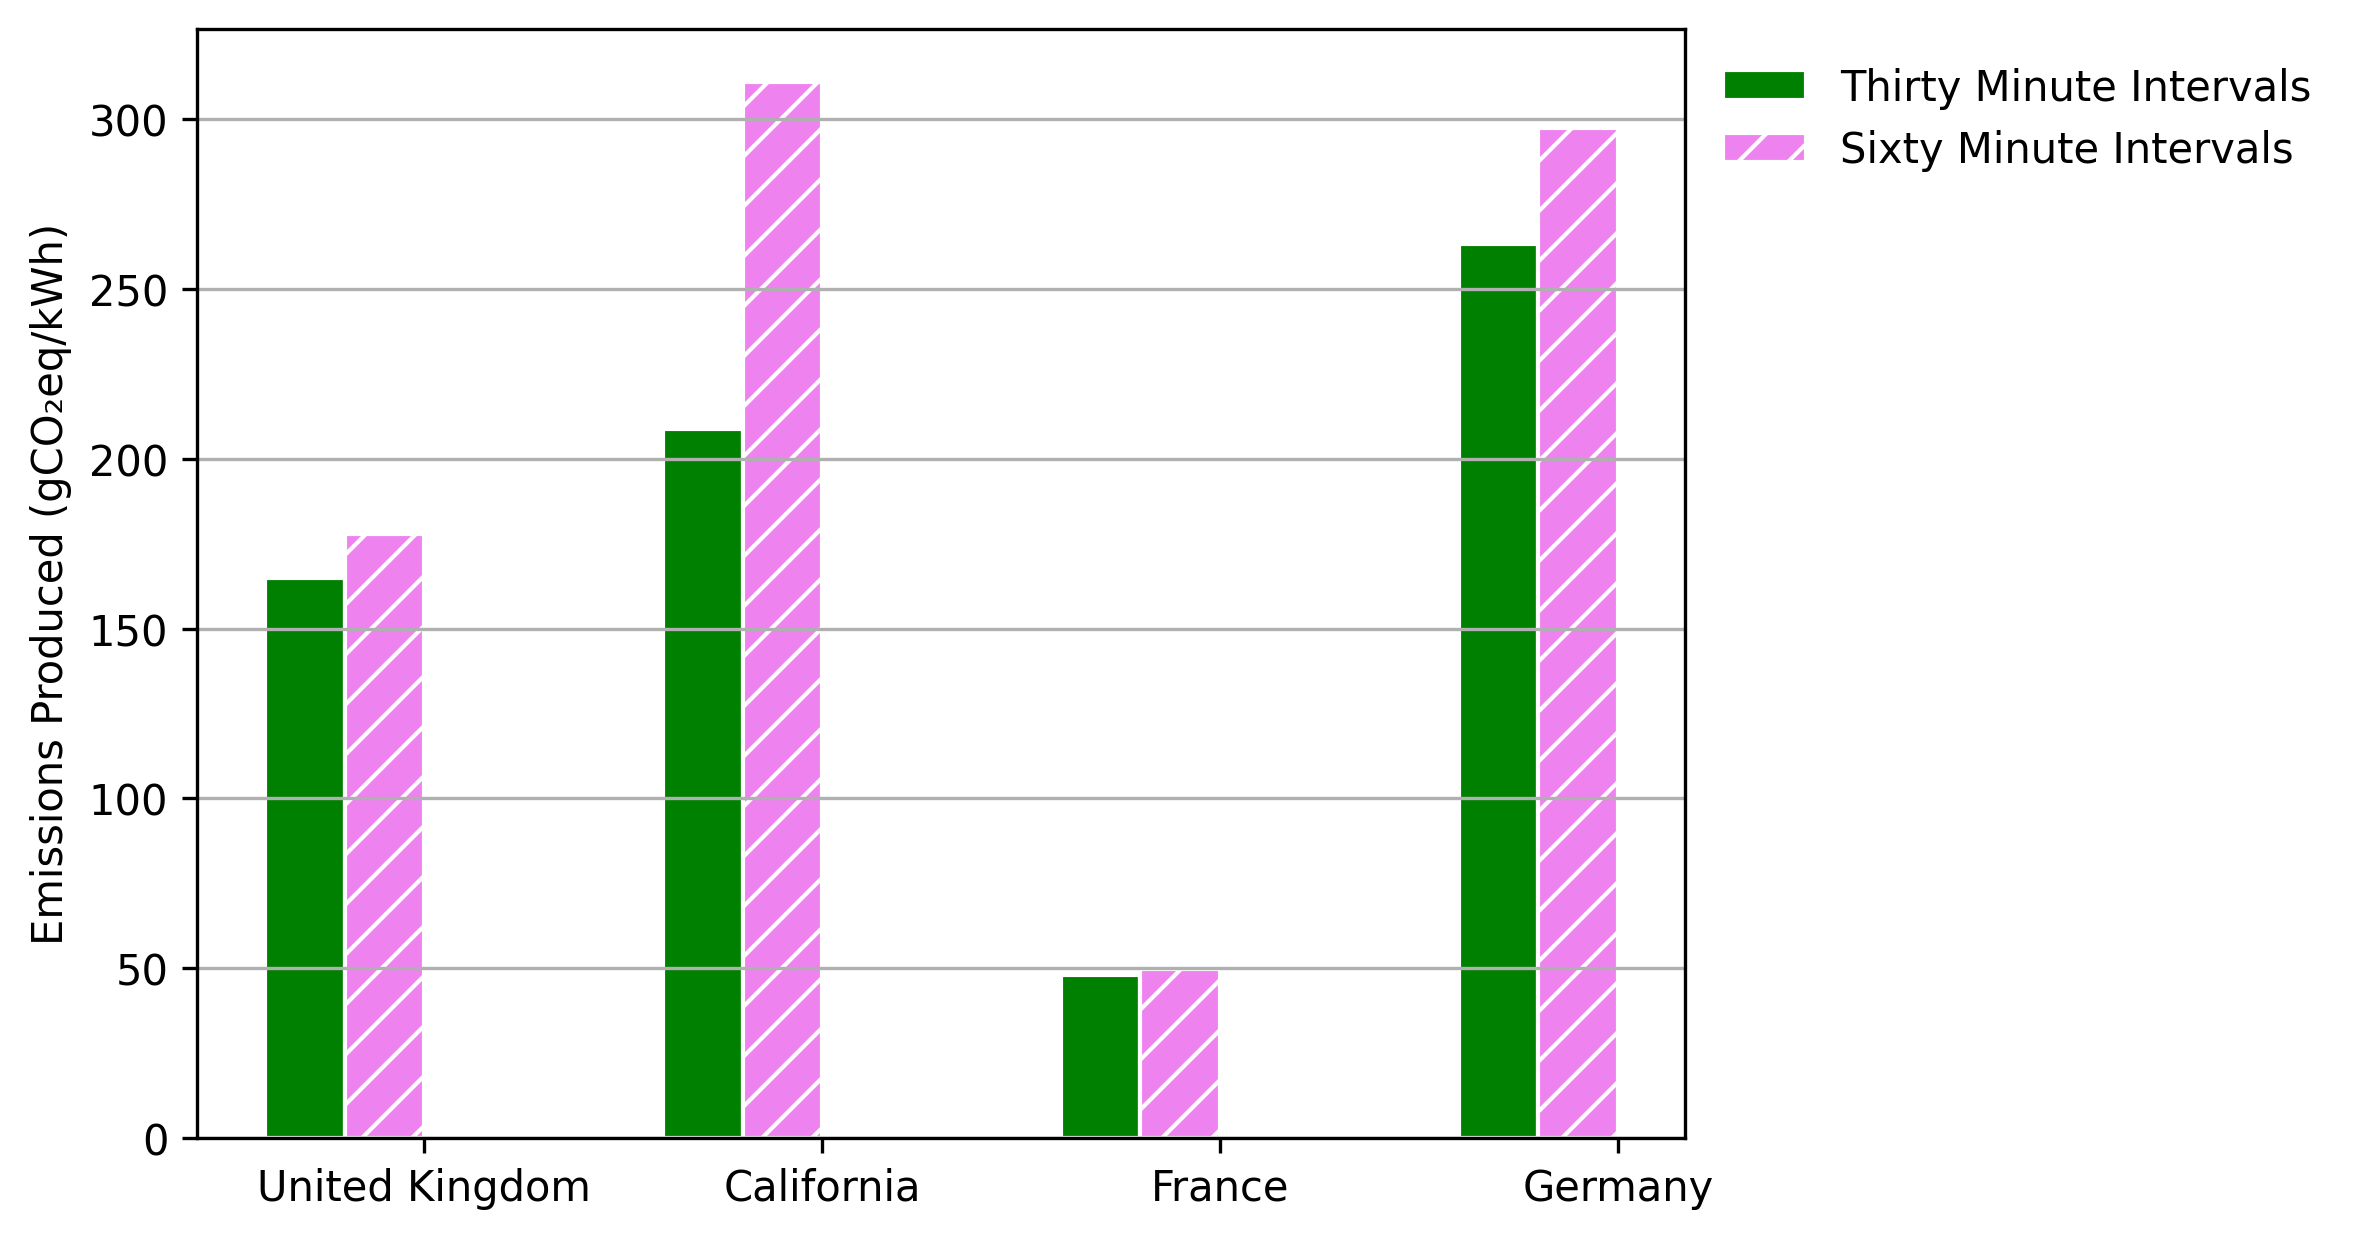 Emissions Produced (gCO₂eq/kWh)
300
250
200
150
100
50
0
United Kingdom
California
France
Germany
Thirty Minute Intervals
Sixty Minute Intervals